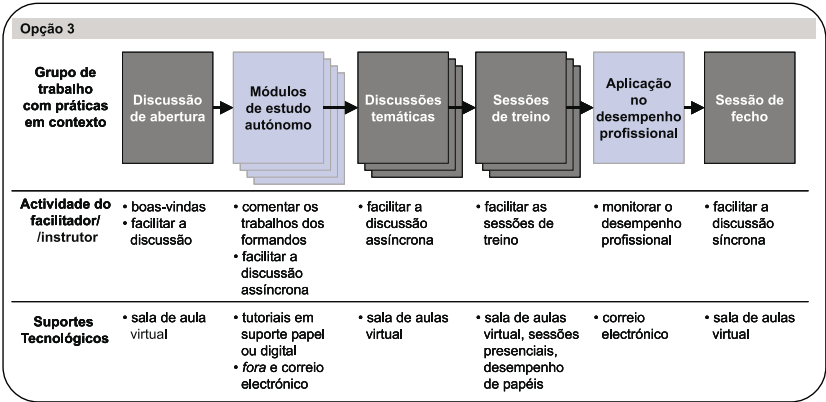 Opção 3
Grupo de
trabalho
com práticas
em contexto
Discussão
de abertura
Módulos
de estudo
autónomo
Discussões
temáticas
Sessões
de treino
Aplicação
no
desempenho
profissional
Sessão de
fecho
Actividade do
facilitador/
/instrutor
• boas-vindas
• facilitar a
discussão
• comentar os
trabalhos dos
formandos
• facilitar a
discussão
assíncrona
• facilitar a
discussão
assíncrona
• facilitar as
sessões de
treino
• monitorar o
desempenho
profissional
• facilitar a
discussão
síncrona
Suportes
Tecnológicos
• sala de aula
virtual
• tutoriais em
suporte papel
ou digital
• fora e correio
electrónico
• sala de aulas
virtual
• sala de aulas
virtual, sessões
presenciais,
desempenho
de papéis
• correio
electrónico
• sala de aulas
virtual